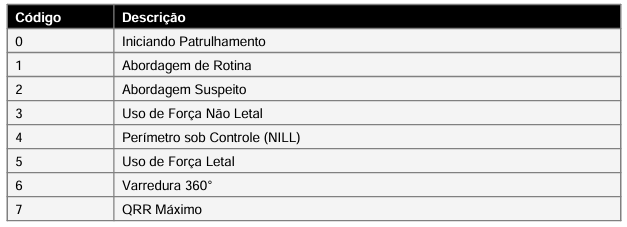 Código Descrição
0 Iniciando Patrulhamento
1 Abordagem de Rotina
2 Abordagem Suspeito
3 Uso de Força Não Letal
4 Perímetro sob Controle (NILL)
5 Uso de Força Letal
6 Varredura 360°
7 QRR Máximo